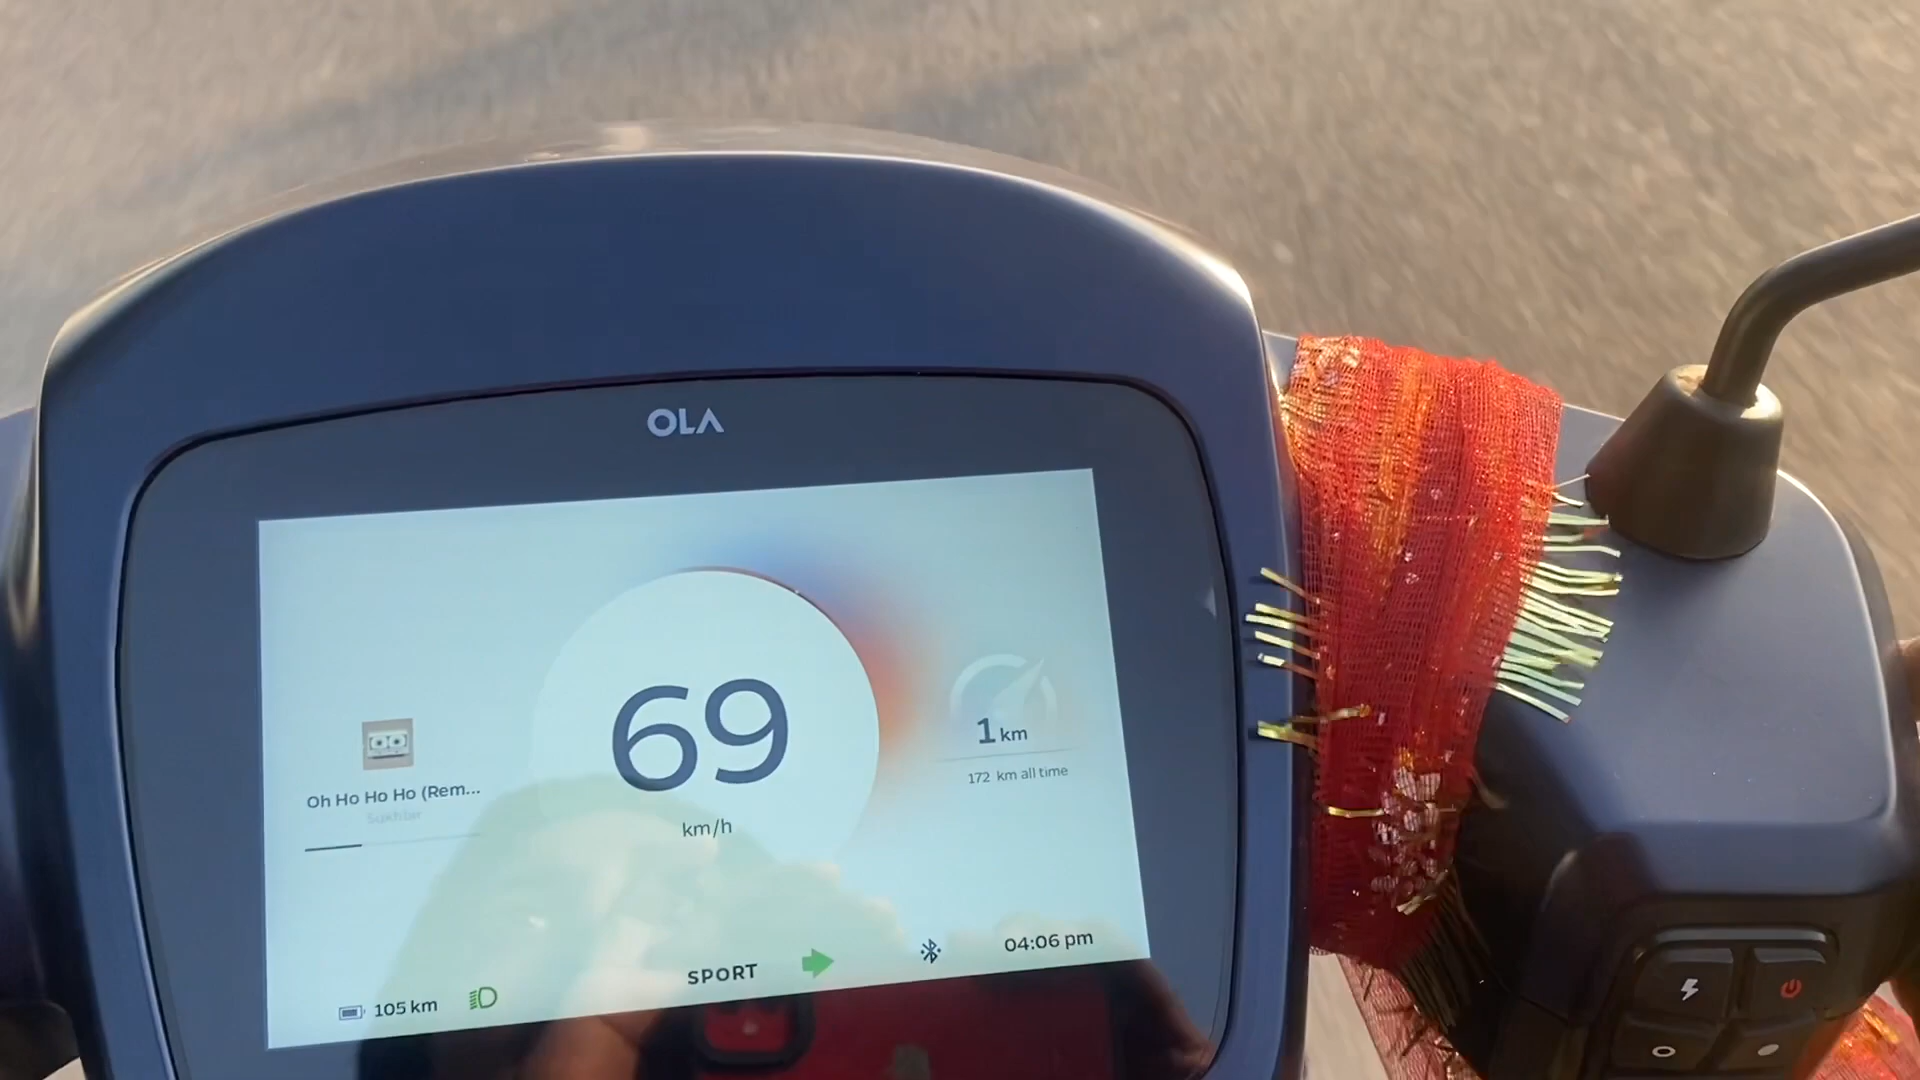 OLA
69
km/h
1 km
172 km all time
Oh Ho Ho Ho (Rem...
Sukhbir
SPORT
04:06 pm
105 km